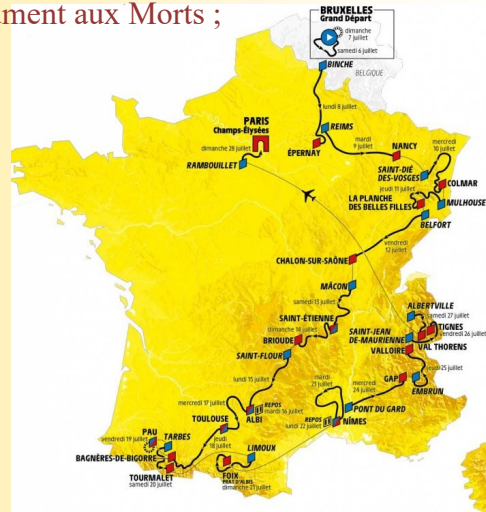 ument aux Morts ;
BRUXELLES
Grand Départ
dimanche
7 juillet
samedi 6 juillet
BINCHE
BELGIQUE
lundi 8 juillet
REIMS
PARIS
Champs-Élysées
dimanche 28 juillet
RAMBOUILLET
ÉPERNAY
mardi
9 juillet
NANCY
mercredi
10 juillet
SAINT-DIÉ
DES-VOSGES
COLMAR
jeudi 11 juillet
LA PLANCHE
DES BELLES FILLES
MULHOUSE
BELFORT
vendredi
12 juillet
CHALON-SUR-SAÔNE
MÂCON
samedi 13 juillet
ALBERTVILLE
samedi 27 juillet
SAINT-ÉTIENNE
dimanche 14 juillet
BRIOUDE
SAINT-JEAN
DE-MAURIENNE
TIGNES
vendredi 26 juillet
VAL THORENS
SAINT-FLOUR
VALLOIRE
lundi 15 juillet
mardi
23 juillet
mercredi
24 juillet
GAP
jeudi 25 juillet
EMBRUN
mercredi 17 juillet
REPOS
mardi 16 juillet
ALBI
PONT DU GARD
REPOS
lundi 22 juillet
NÎMES
TOULOUSE
PAU
vendredi 19 juillet
TARBES
jeudi
18 juillet
LIMOUX
BAGNÈRES-DE-BIGORRE
TOURMALET
samedi 20 juillet
FOIX
PRAT D'ALBIS
dimanche 21 juillet